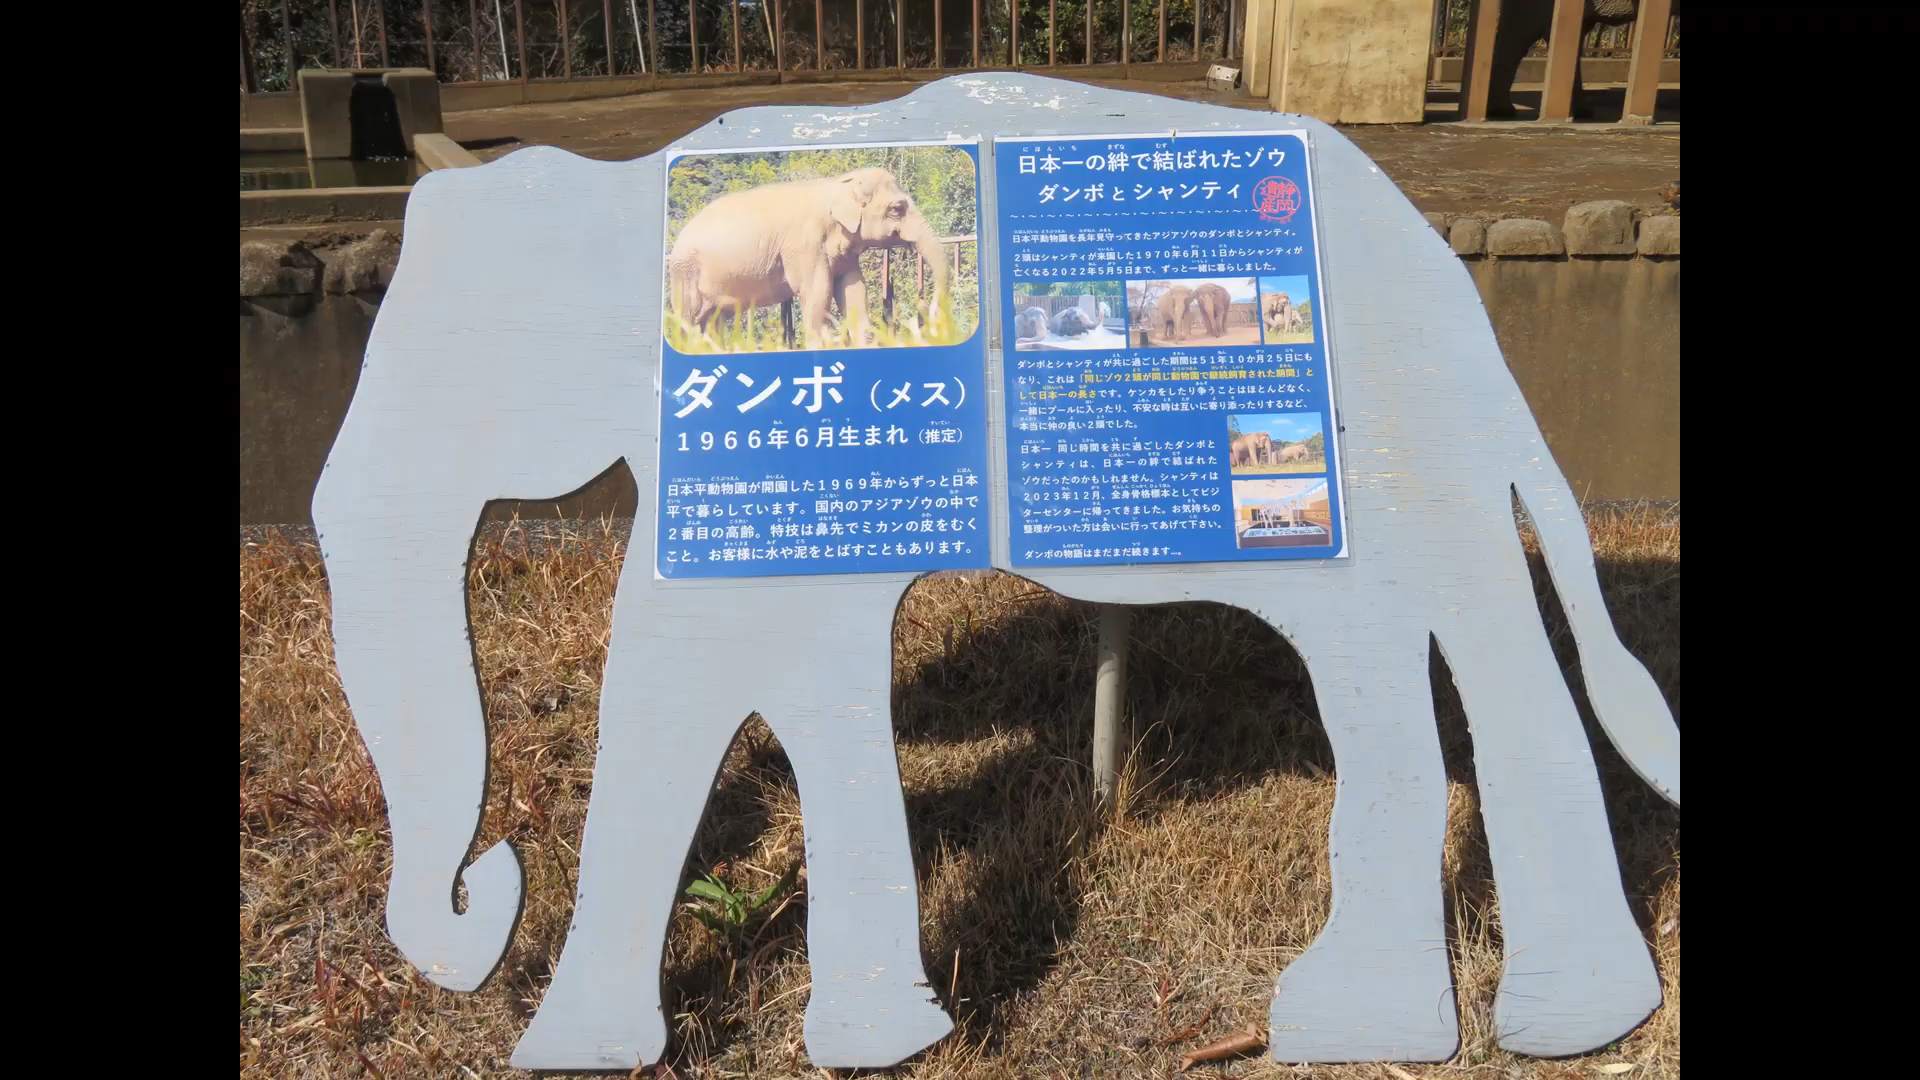 ダンボ（メス）
1966年6月生まれ（推定）
日本平動物園が開園した1969年からずっと日本
平で暮らしています。国内のアジアゾウの中で
2番目の高齢。特技は鼻先でミカンの皮をむく
こと。お客様に水や泥をとばすこともあります。
日本一の絆で結ばれたゾウ
ダンボとシャンティ
静岡遺産
日本平動物園を長年見守ってきたアジアゾウのダンボとシャンティ。
2頭はシャンティが来園した1970年6月11日からシャンティが
亡くなる2022年5月5日まで、ずっと一緒に暮らしました。
ダンボとシャンティが共に過ごした期間は51年10か月25日にも
なり、これは「同じゾウ2頭が同じ動物園で継続飼育された期間」と
して日本一の長さです。ケンカをしたり争うことはほとんどなく、
一緒にプールに入ったり、不安な時は互いに寄り添ったりするなど、
本当に仲の良い2頭でした。
日本一 同じ時間を共に過ごしたダンボと
シャンティは、日本一の絆で結ばれた
ゾウだったのかもしれません。シャンティは
2023年12月、全身骨格標本としてビジ
ターセンターに帰ってきました。お気持ちの
整理がついた方は会いに行ってあげて下さい。
ダンボの物語はまだまだ続きます…。